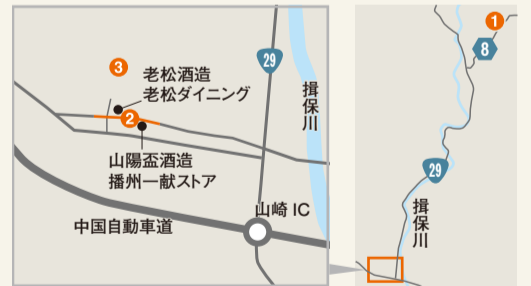 3
老松酒造
老松ダイニング
2
山陽盃酒造
播州一献ストア
29
揖保川
山崎 IC
中国自動車道
1
8
29
揖保川